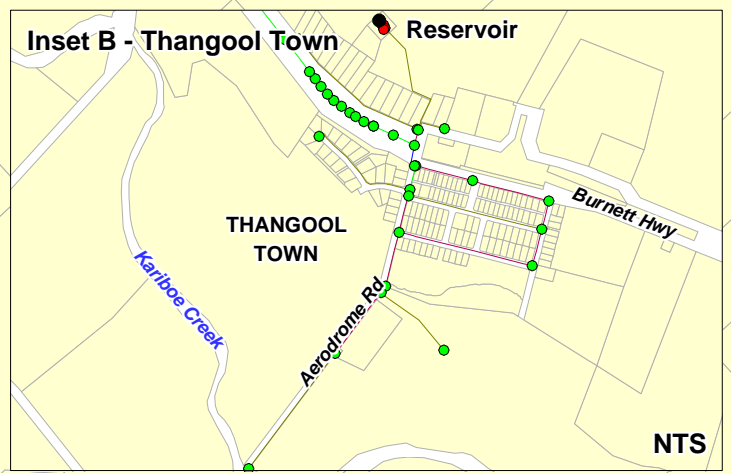 Inset B - Thangool Town
Reservoir
Burnett Hwy
THANGOOL
TOWN
Kariboe Creek
Aerodrome Rd
NTS